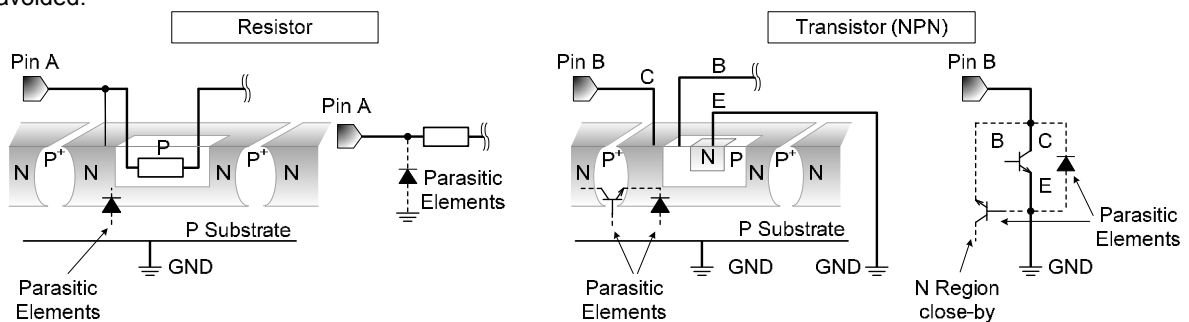 avoided.
Resistor
Transistor (NPN)
Pin A
Pin A
N P+ N P N P+ N
Parasitic
Elements
P Substrate
GND
Parasitic
Elements
Pin B
C
B
E
N P+ N N P N P+ N
P Substrate
GND
GND
Parasitic
Elements
Pin B
B
C
E
Parasitic
Elements
GND
N Region
close-by